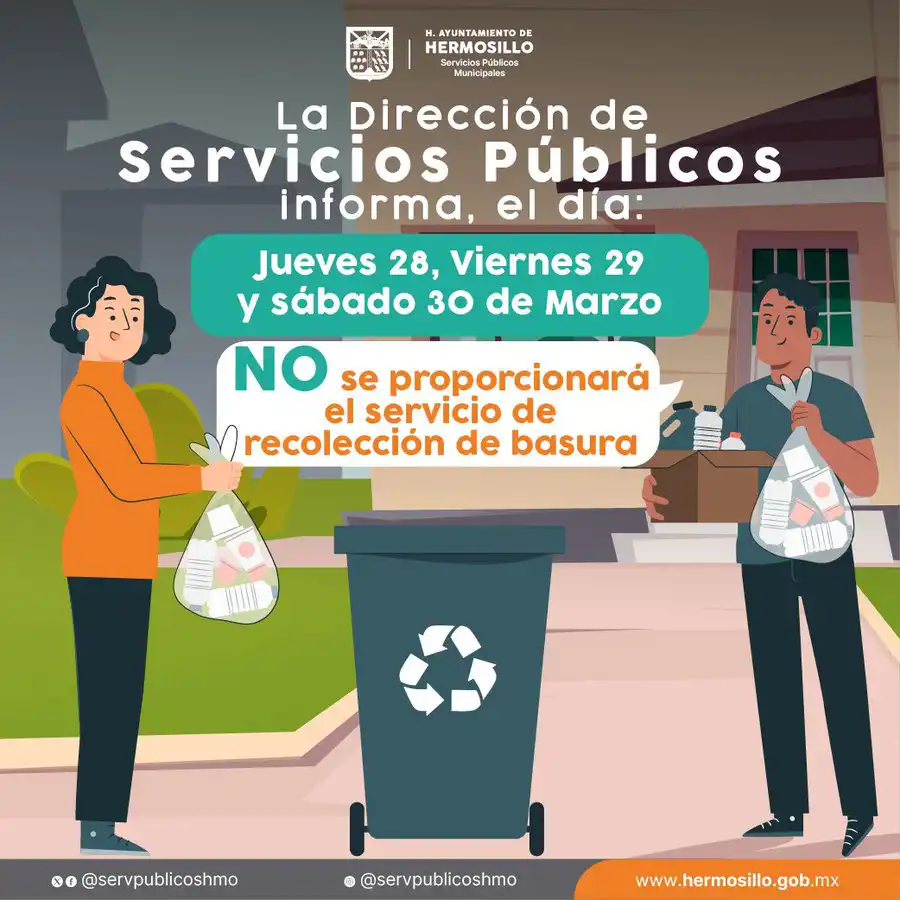 H. AYUNTAMIENTO DE
HERMOSILLO
Servicios Públicos
Municipales
La Dirección de
Servicios Públicos
informa, el día:
Jueves 28, Viernes 29
y sábado 30 de Marzo
NO se proporcionará
el servicio de
recolección de basura
@servpublicoshmo
@servpublicoshmo
www.hermosillo.gob.mx